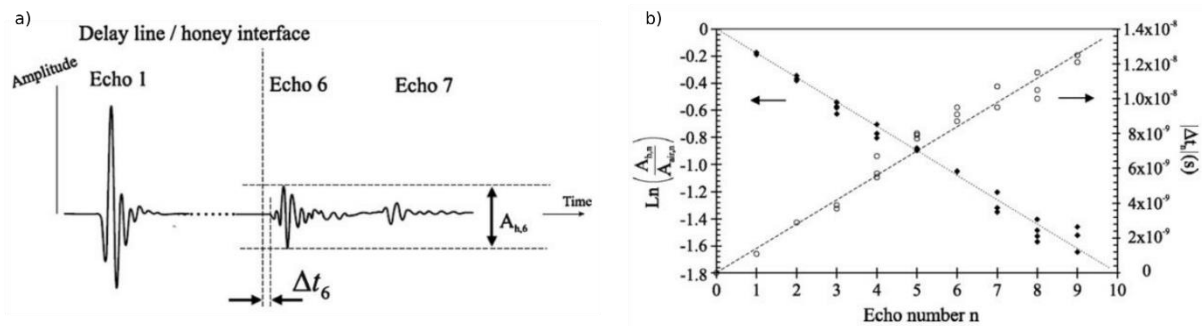 a)
Delay line / honey interface
Amplitude
Echo 1
Echo 6
Echo 7
Time
A_h,6
Δt_6
b)
-0
-0.2
-0.4
-0.6
-0.8
-1.0
-1.2
-1.4
-1.6
-1.8
Ln (A_h,n / A_air,n)
0 1 2 3 4 5 6 7 8 9 10
Echo number n
1.4x10^-8
1.2x10^-8
1.0x10^-8
8x10^-9
6x10^-9
4x10^-9
2x10^-9
0
|Δt_n|(s)